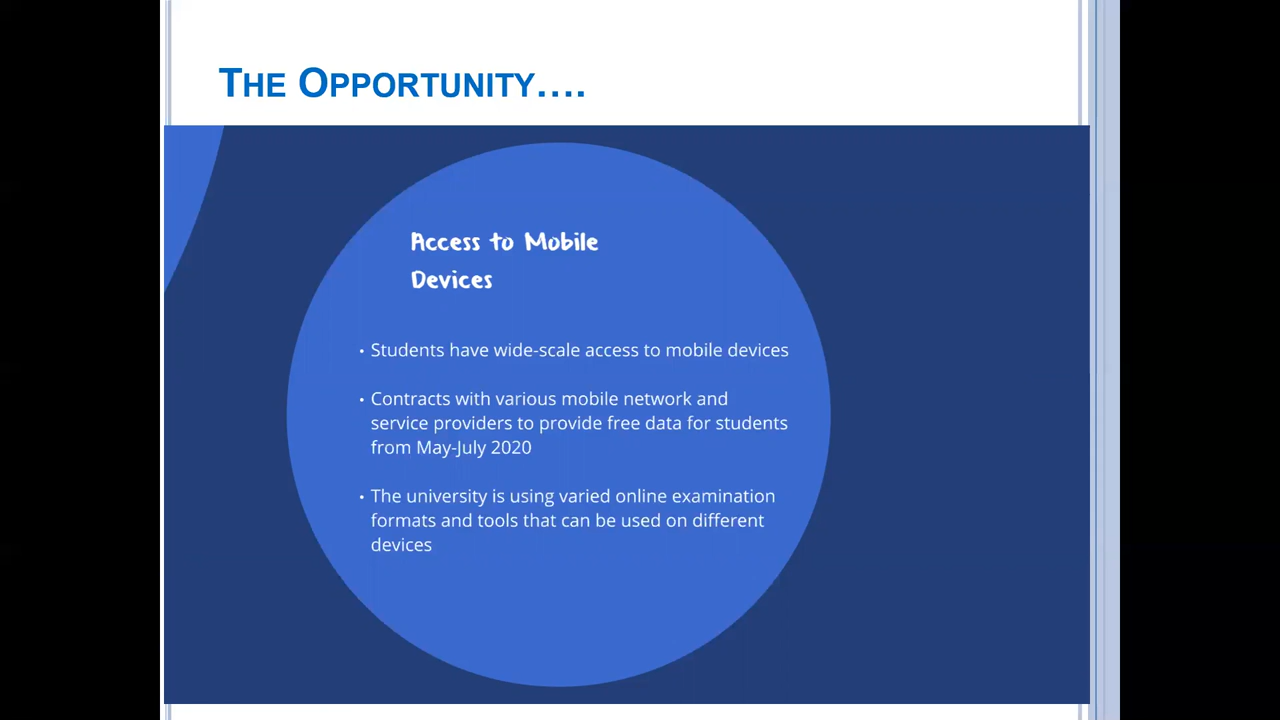 THE OPPORTUNITY....
Access to Mobile
Devices
• Students have wide-scale access to mobile devices
• Contracts with various mobile network and
service providers to provide free data for students
from May-July 2020
• The university is using varied online examination
formats and tools that can be used on different
devices